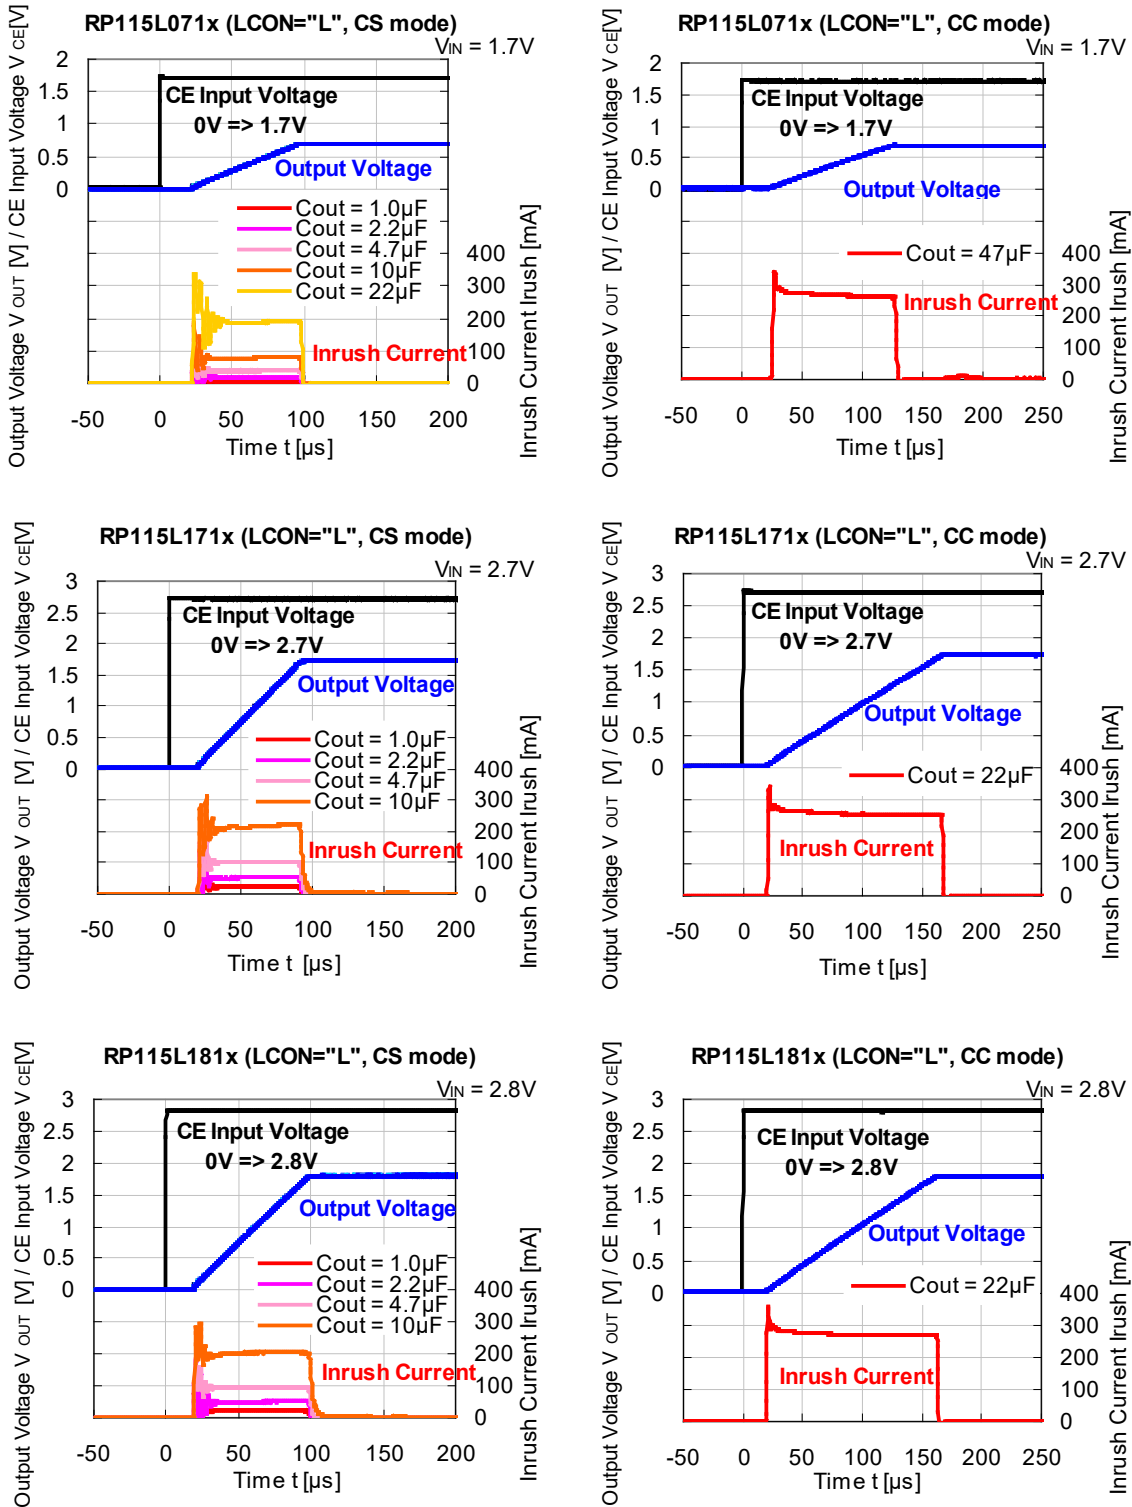 RP115L071x (LCON="L", CS mode)
VIN = 1.7V
Output Voltage V OUT [V] / CE Input Voltage V CE[V]
2
1.5
1
0.5
0
CE Input Voltage
0V => 1.7V
Output Voltage
Cout = 1.0µF
Cout = 2.2µF
Cout = 4.7µF
Cout = 10µF
Cout = 22µF
Inrush Current
400
300
200
100
0
Inrush Current Irush [mA]
-50 0 50 100 150 200
Time t [µs]
RP115L071x (LCON="L", CC mode)
VIN = 1.7V
Output Voltage V OUT [V] / CE Input Voltage V CE[V]
2
1.5
1
0.5
0
CE Input Voltage
0V => 1.7V
Output Voltage
Cout = 47µF
Inrush Current
400
300
200
100
0
Inrush Current Irush [mA]
-50 0 50 100 150 200 250
Time t [µs]
RP115L171x (LCON="L", CS mode)
VIN = 2.7V
Output Voltage V OUT [V] / CE Input Voltage V CE[V]
3
2.5
2
1.5
1
0.5
0
CE Input Voltage
0V => 2.7V
Output Voltage
Cout = 1.0µF
Cout = 2.2µF
Cout = 4.7µF
Cout = 10µF
Inrush Current
400
300
200
100
0
Inrush Current Irush [mA]
-50 0 50 100 150 200
Time t [µs]
RP115L171x (LCON="L", CC mode)
VIN = 2.7V
Output Voltage V OUT [V] / CE Input Voltage V CE[V]
3
2.5
2
1.5
1
0.5
0
CE Input Voltage
0V => 2.7V
Output Voltage
Cout = 22µF
Inrush Current
400
300
200
100
0
Inrush Current Irush [mA]
-50 0 50 100 150 200 250
Time t [µs]
RP115L181x (LCON="L", CS mode)
VIN = 2.8V
Output Voltage V OUT [V] / CE Input Voltage V CE[V]
3
2.5
2
1.5
1
0.5
0
CE Input Voltage
0V => 2.8V
Output Voltage
Cout = 1.0µF
Cout = 2.2µF
Cout = 4.7µF
Cout = 10µF
Inrush Current
400
300
200
100
0
Inrush Current Irush [mA]
-50 0 50 100 150 200
Time t [µs]
RP115L181x (LCON="L", CC mode)
VIN = 2.8V
Output Voltage V OUT [V] / CE Input Voltage V CE[V]
3
2.5
2
1.5
1
0.5
0
CE Input Voltage
0V => 2.8V
Output Voltage
Cout = 22µF
Inrush Current
400
300
200
100
0
Inrush Current Irush [mA]
-50 0 50 100 150 200 250
Time t [µs]